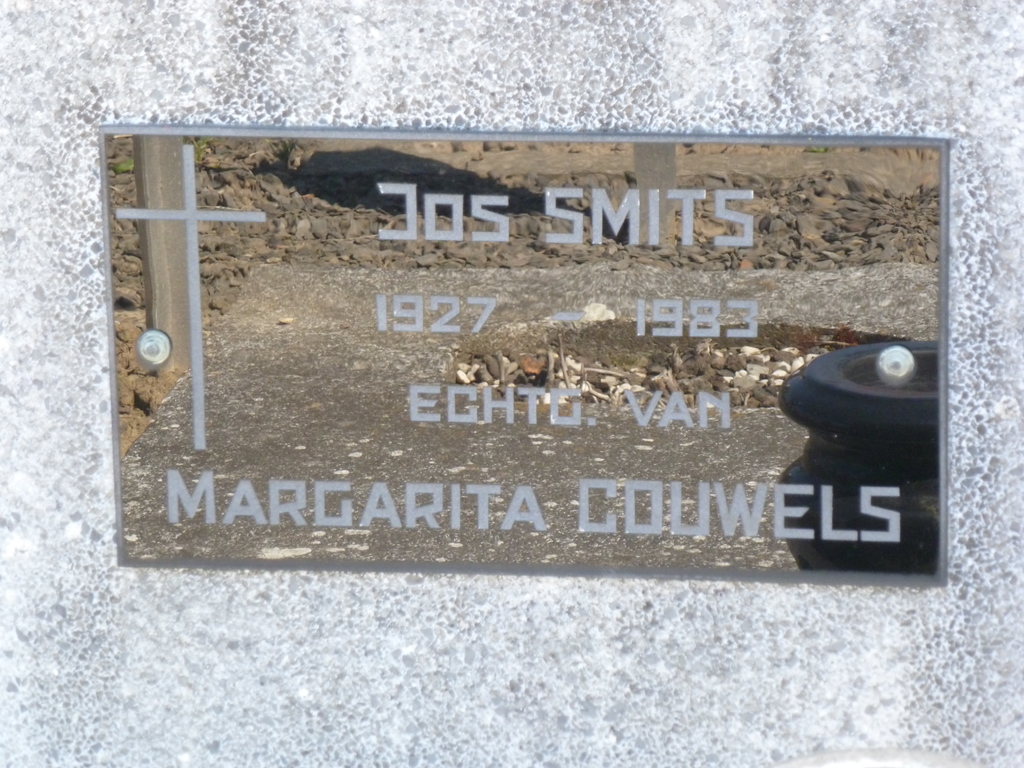 Jos SMITS
1927 - 1983
ECHTG. VAN
MARGARITA COUWELS